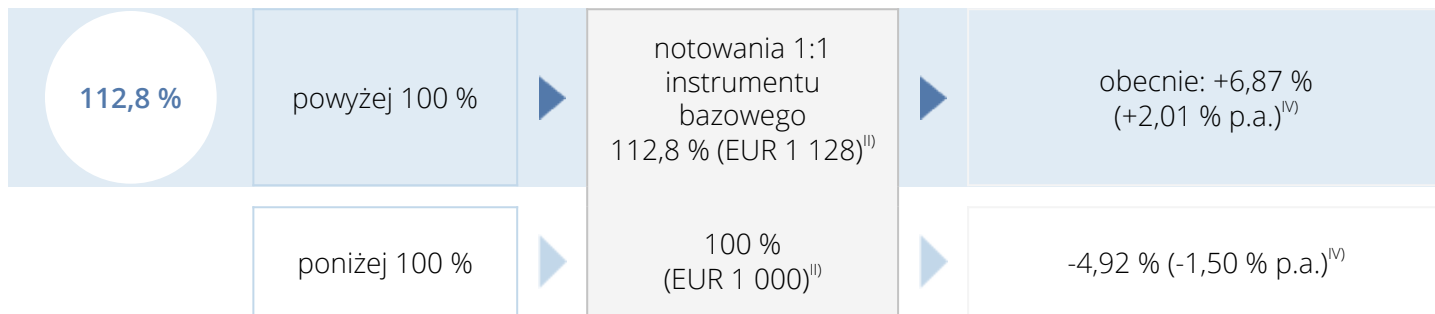 112,8 %
powyżej 100 %
notowania 1:1
instrumentu
bazowego
112,8 % (EUR 1 128)II)
obecnie: +6,87 %
(+2,01 % p.a.)IV)
poniżej 100 %
100 %
(EUR 1 000)II)
-4,92 % (-1,50 % p.a.)IV)